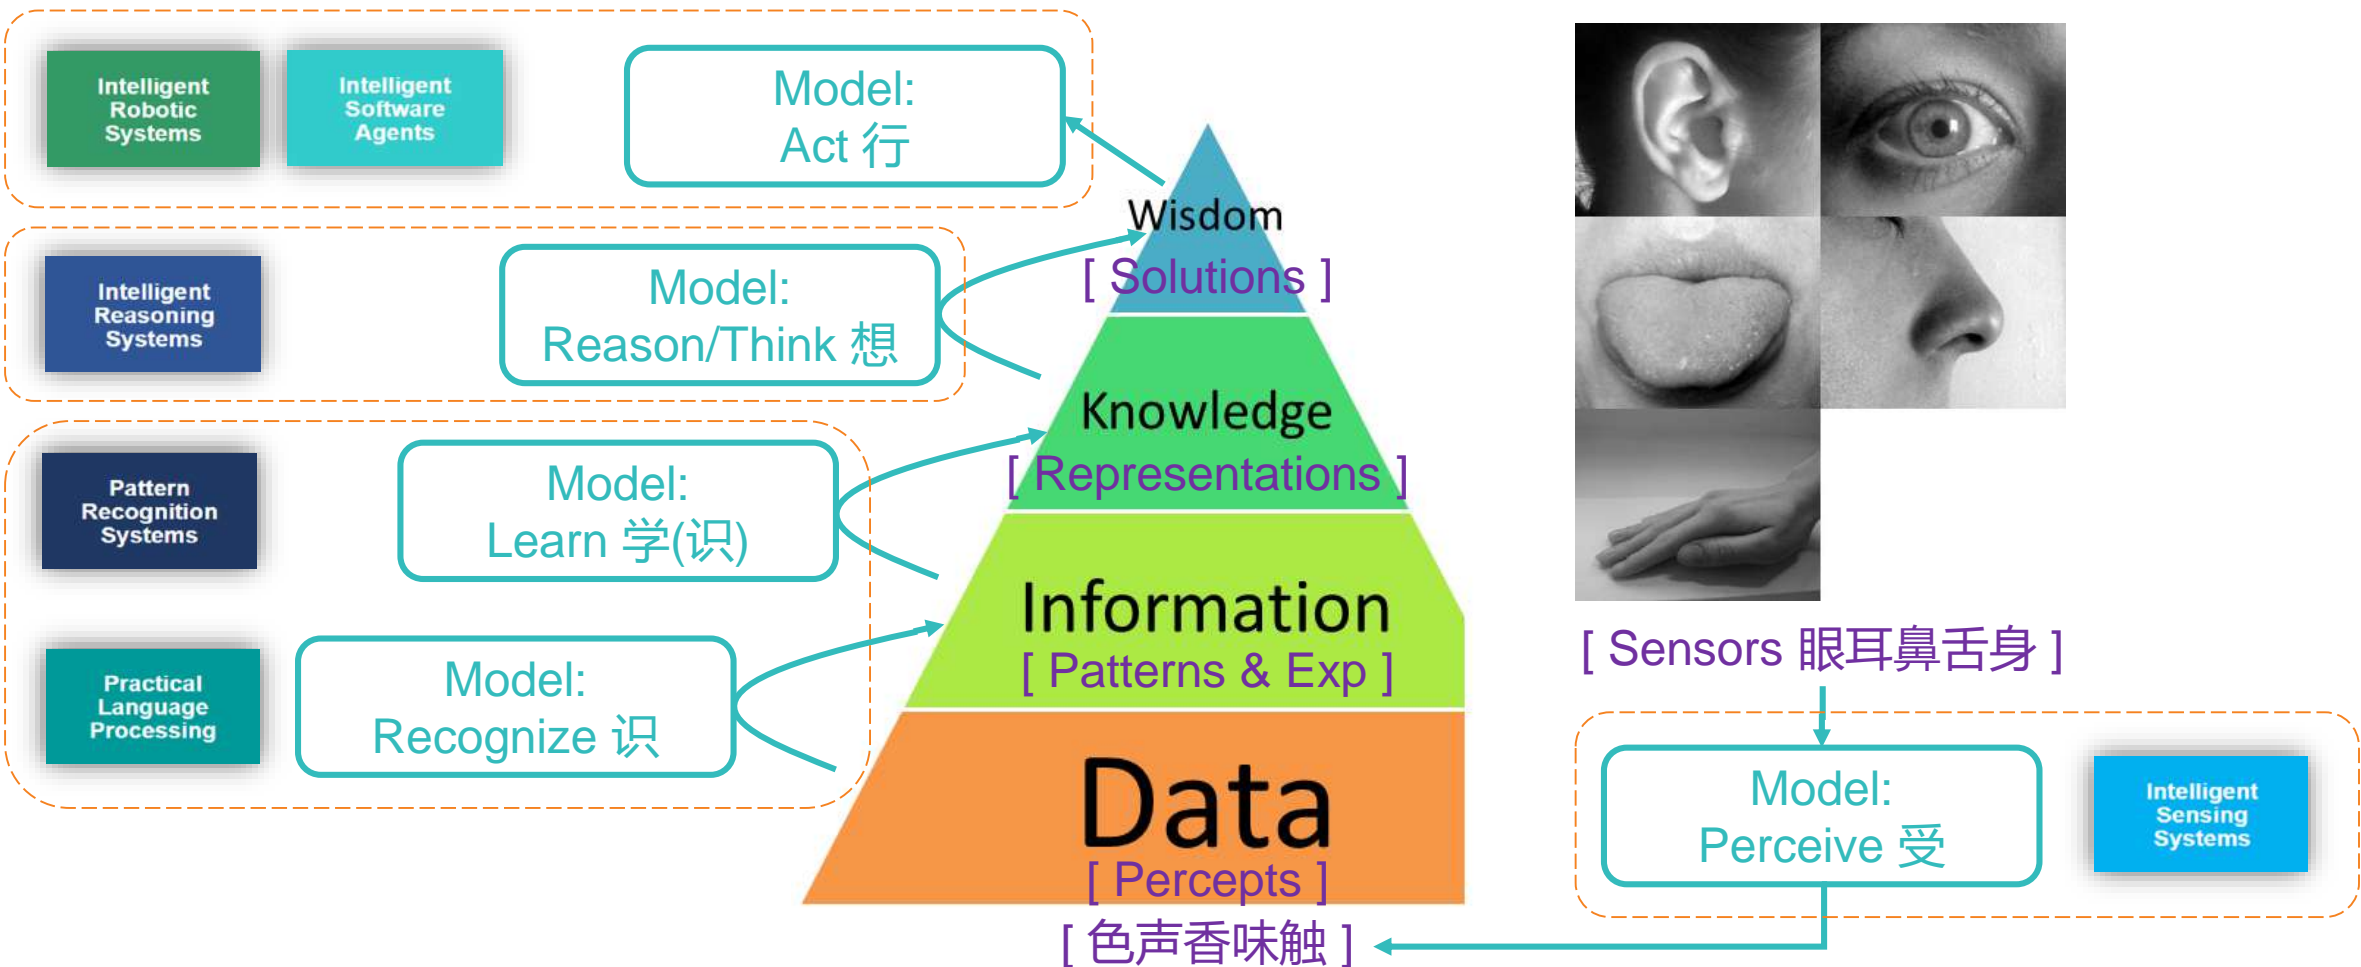 Intelligent
Robotic
Systems
Intelligent
Software
Agents
Model:
Act 行
Intelligent
Reasoning
Systems
Model:
Reason/Think 想
Pattern
Recognition
Systems
Model:
Learn 学(识)
Practical
Language
Processing
Model:
Recognize 识
Wisdom
[ Solutions ]
Knowledge
[ Representations ]
Information
[ Patterns & Exp ]
Data
[ Percepts ]
[ 色声香味触 ]
[ Sensors 眼耳鼻舌身 ]
Model:
Perceive 受
Intelligent
Sensing
Systems